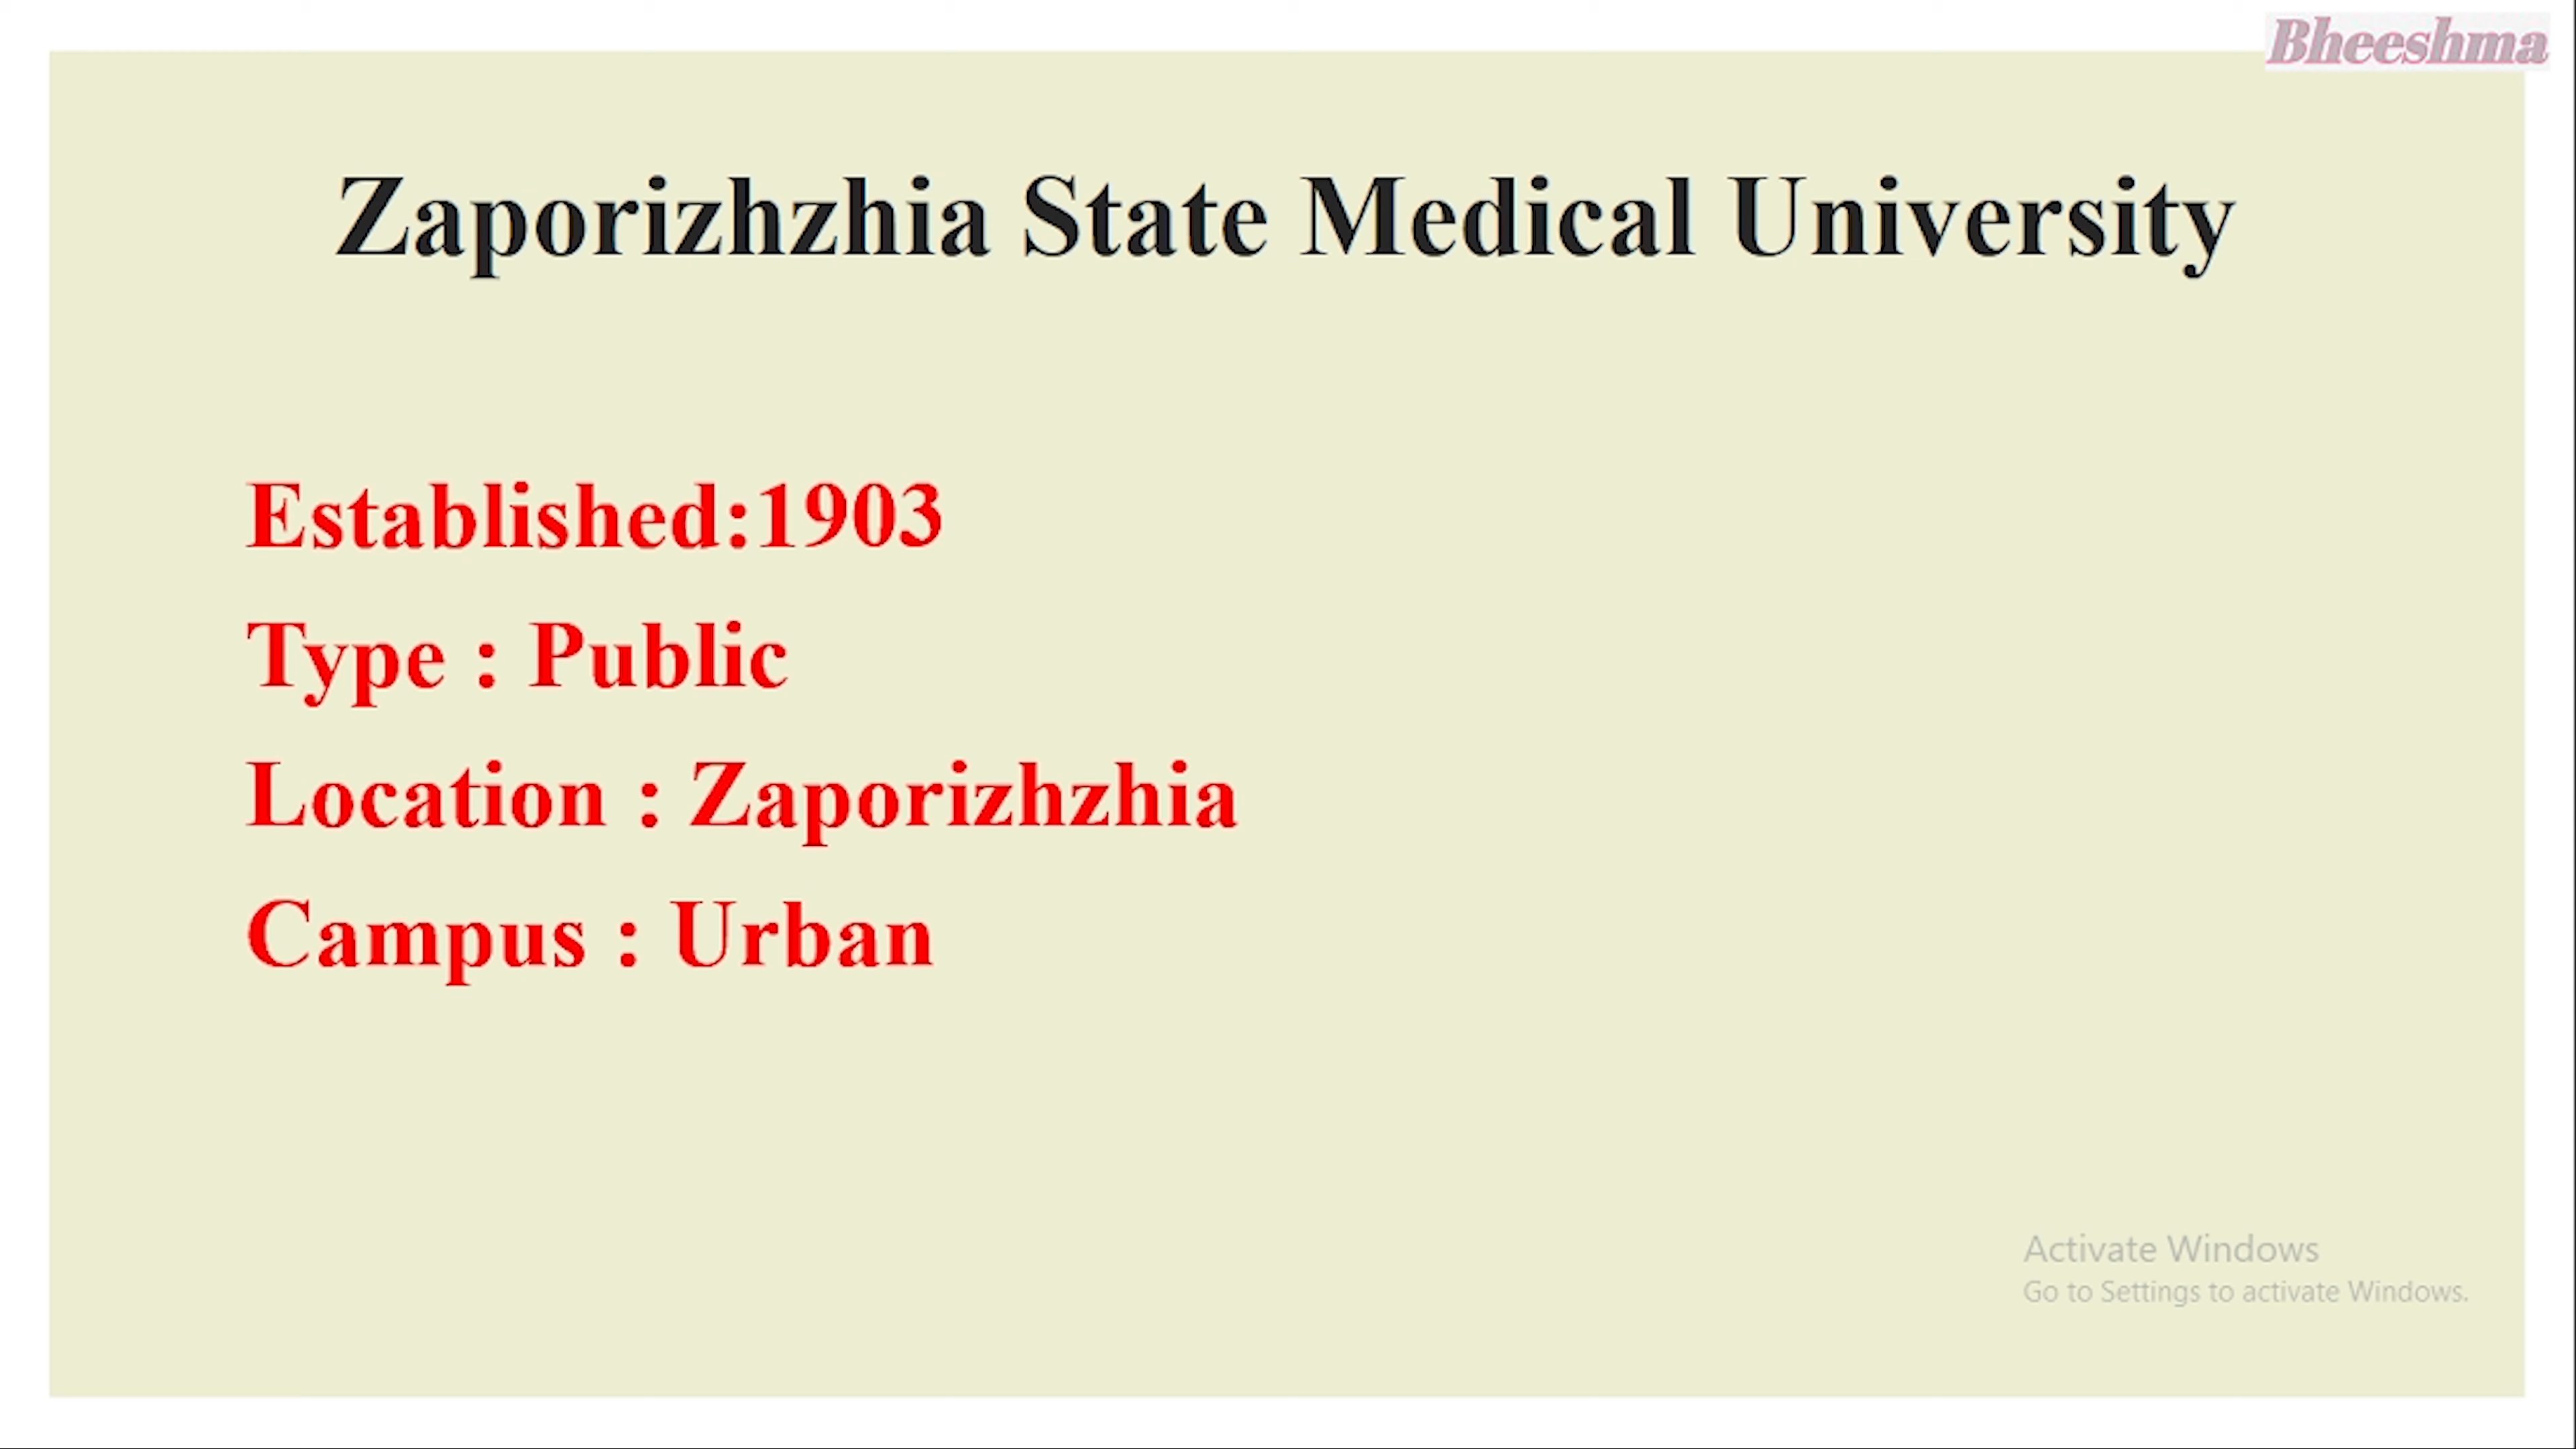 Bheeshma
Zaporizhzhia State Medical University
Established:1903
Type : Public
Location : Zaporizhzhia
Campus : Urban
Activate Windows
Go to Settings to activate Windows.